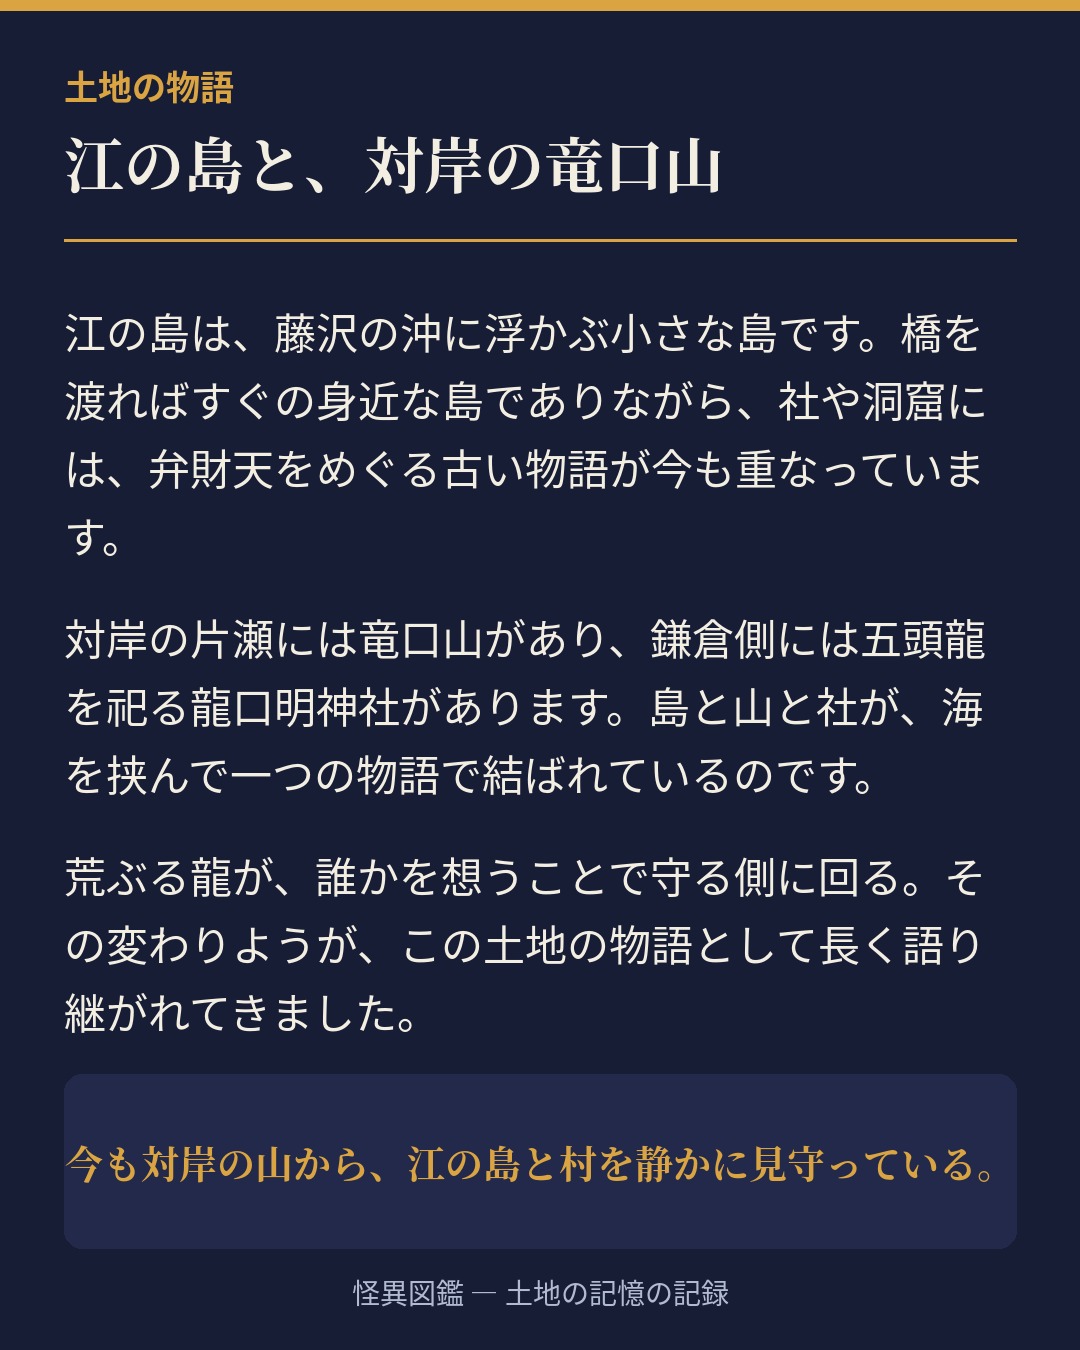 土地の物語
江の島と、対岸の竜口山
江の島は、藤沢の沖に浮かぶ小さな島です。橋を
渡ればすぐの身近な島でありながら、社や洞窟に
は、弁財天をめぐる古い物語が今も重なっていま
す。
対岸の片瀬には竜口山があり、鎌倉側には五頭龍
を祀る龍口明神社があります。島と山と社が、海
を挟んで一つの物語で結ばれているのです。
荒ぶる龍が、誰かを想うことで守る側に回る。そ
の変わりようが、この土地の物語として長く語り
継がれてきました。
今も対岸の山から、江の島と村を静かに見守っている。
怪異図鑑 — 土地の記憶の記録